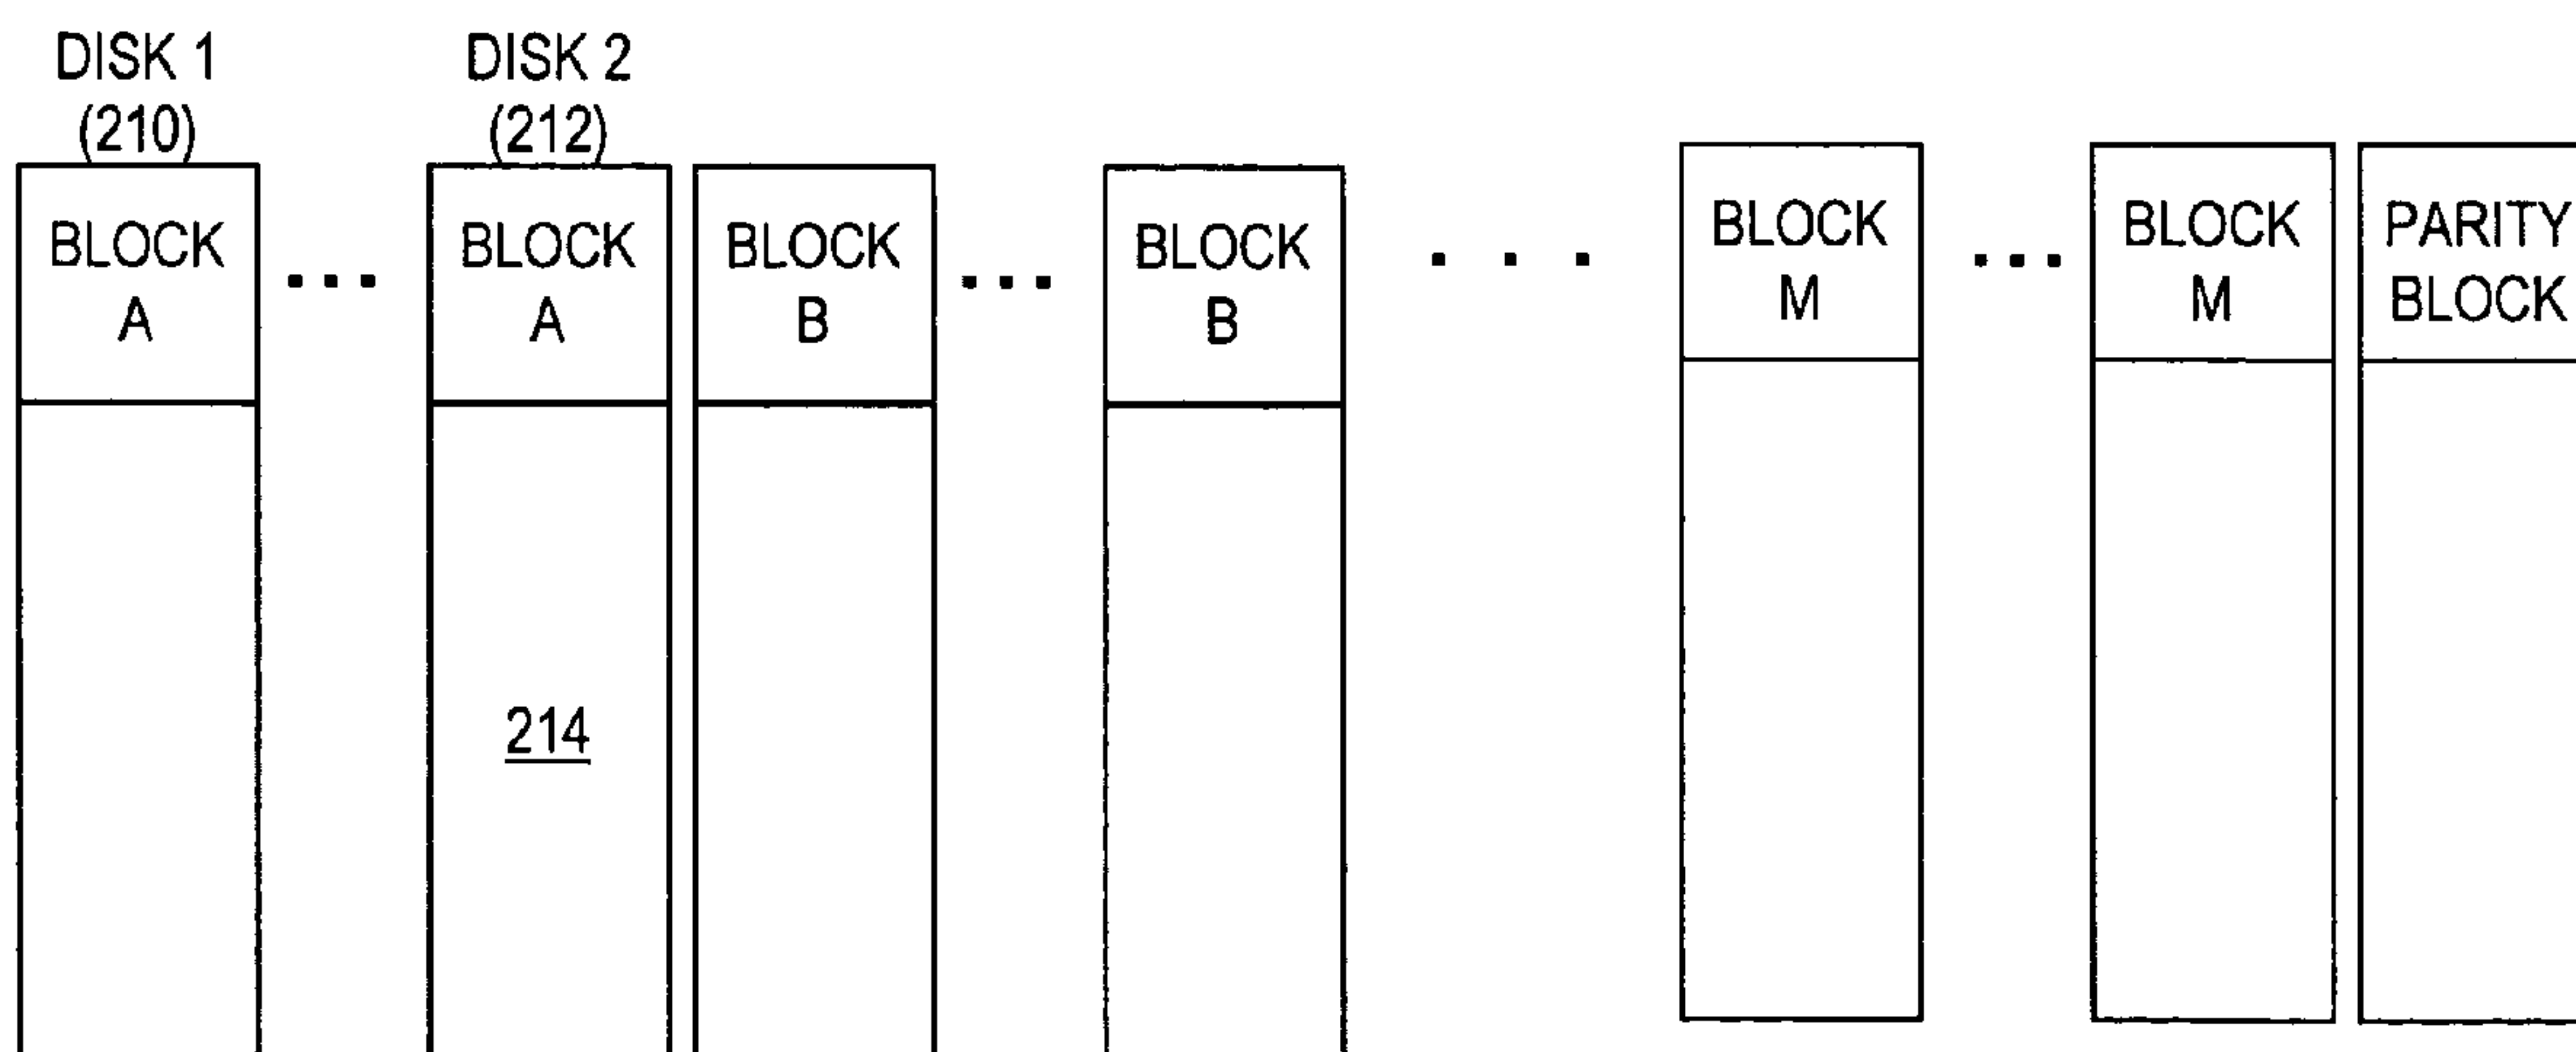 DISK 1
(210)
DISK 2
(212)
BLOCK
A
...
BLOCK
A
BLOCK
B
...
BLOCK
B
. . .
BLOCK
M
...
BLOCK
M
PARITY
BLOCK
214